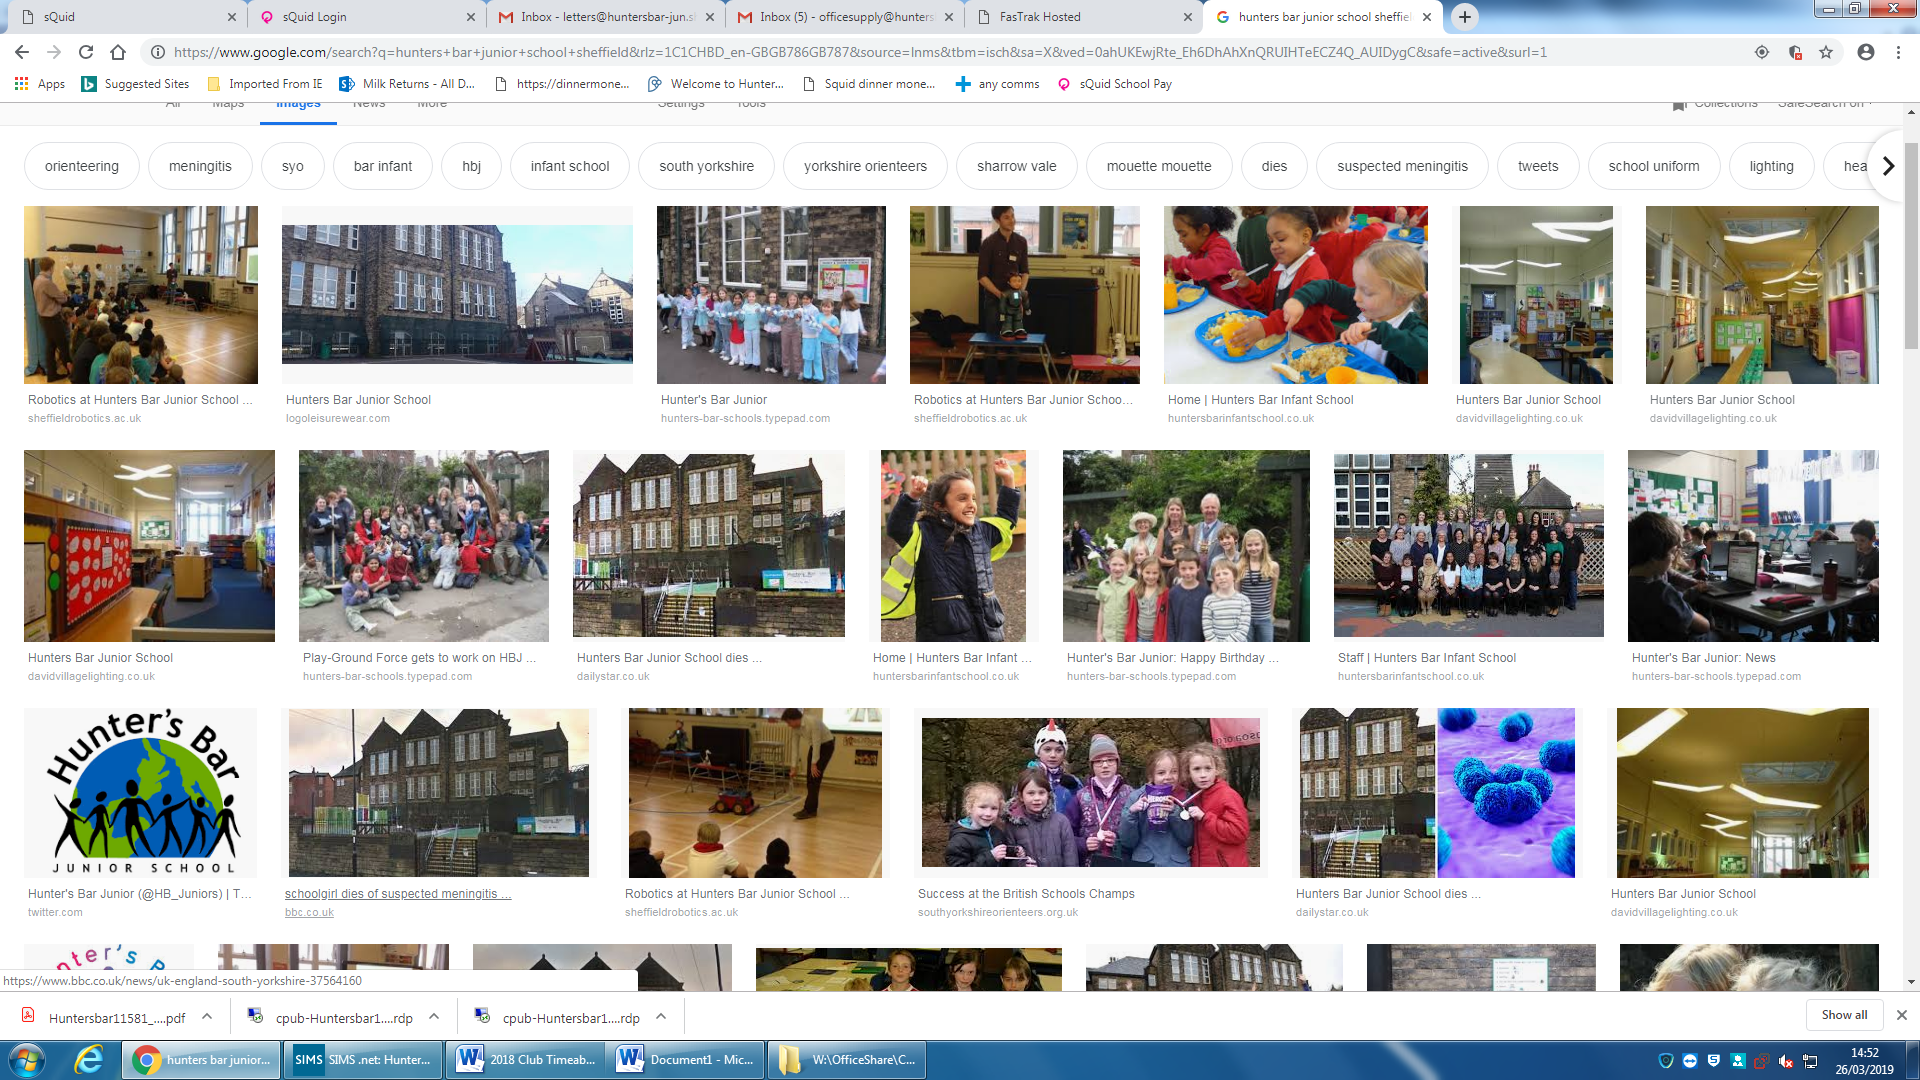 sQuid
sQuid Login
Inbox - letters@huntersbar-jun.s
Inbox (5) - officesupply@hunters
FasTrak Hosted
hunters bar junior school sheffie
https://www.google.com/search?q=hunters+bar+junior+school+sheffield&rlz=1C1CHBD_en-GBGB786GB787&source=lnms&tbm=isch&sa=X&ved=0ahUKEwjRte_Eh6DhAhXnQRUIHTeECZ4Q_AUIDygC&safe=active&surl=1
Apps
Suggested Sites
Imported From IE
Milk Returns - All D...
https://dinnermone...
Welcome to Hunter...
Squid dinner mone...
any comms
sQuid School Pay
All
Maps
Images
News
More
Settings
Tools
Collections
SafeSearch on
orienteering
meningitis
syo
bar infant
hbj
infant school
south yorkshire
yorkshire orienteers
sharrow vale
mouette mouette
dies
suspected meningitis
tweets
school uniform
lighting
hea
Robotics at Hunters Bar Junior School ...
sheffieldrobotics.ac.uk
Hunters Bar Junior School
logoleisurewear.com
Hunter's Bar Junior
hunters-bar-schools.typepad.com
Robotics at Hunters Bar Junior Schoo...
sheffieldrobotics.ac.uk
Home | Hunters Bar Infant School
huntersbarinfantschool.co.uk
Hunters Bar Junior School
davidvillagelighting.co.uk
Hunters Bar Junior School
davidvillagelighting.co.uk
Hunters Bar Junior School
davidvillagelighting.co.uk
Play-Ground Force gets to work on HBJ ...
hunters-bar-schools.typepad.com
Hunters Bar Junior School dies ...
dailystar.co.uk
Home | Hunters Bar Infant ...
huntersbarinfantschool.co.uk
Hunter's Bar Junior: Happy Birthday ...
hunters-bar-schools.typepad.com
Staff | Hunters Bar Infant School
huntersbarinfantschool.co.uk
Hunter's Bar Junior: News
hunters-bar-schools.typepad.com
Hunter's Bar
JUNIOR SCHOOL
Hunter's Bar Junior (@HB_Juniors) | T...
twitter.com
schoolgirl dies of suspected meningitis ...
bbc.co.uk
Robotics at Hunters Bar Junior School ...
sheffieldrobotics.ac.uk
HEROES
Success at the British Schools Champs
southyorkshireorienteers.org.uk
Hunters Bar Junior School dies ...
dailystar.co.uk
Hunters Bar Junior School
davidvillagelighting.co.uk
https://www.bbc.co.uk/news/uk-england-south-yorkshire-37564160
Huntersbar11581_....pdf
cpub-Huntersbar1....rdp
cpub-Huntersbar1....rdp
Show all
hunters bar junior...
SIMS
SIMS .net: Hunter...
2018 Club Timeab...
Document1 - Mic...
W:\OfficeShare\C...
14:52
26/03/2019